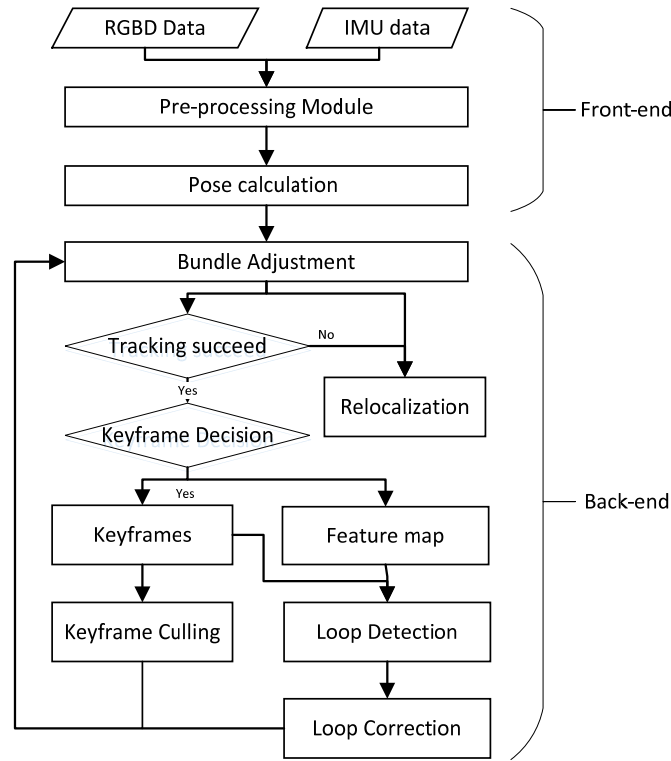 RGBD Data
IMU data
Pre-processing Module
Front-end
Pose calculation
Bundle Adjustment
Tracking succeed
No
Yes
Relocalization
Keyframe Decision
Yes
Back-end
Keyframes
Feature map
Keyframe Culling
Loop Detection
Loop Correction